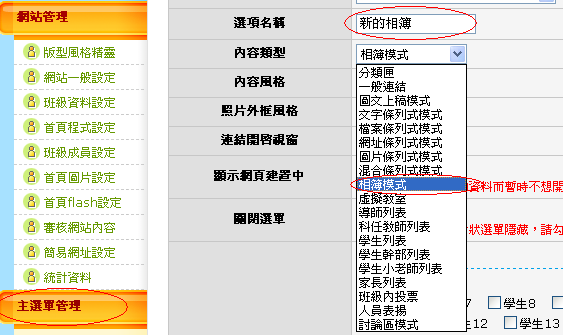 網站管理
版型風格精靈
網站一般設定
班級資料設定
首頁程式設定
班級成員設定
首頁圖片設定
首頁flash設定
審核網站內容
簡易網址設定
統計資料
主選單管理
選項名稱 新的相簿
內容類型 相簿模式
內容風格
照片外框風格
連結開啟視窗
顯示網頁建置中
關閉選單
分類匣
一般連結
圖文上稿模式
文字條列式模式
檔案條列式模式
網址條列式模式
圖片條列式模式
混合條列式模式
相簿模式
虛擬教室
導師列表
科任教師列表
學生列表
學生幹部列表
學生小老師列表
家長列表
班級內投票
人員表揚
討論區模式
資料而暫時不想開
狀選單隱藏，請勾
7 學生8
學生12 學生13